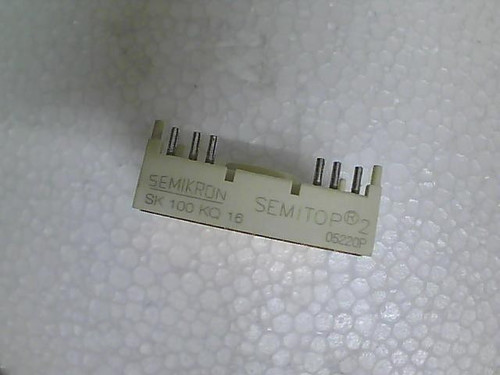 SEMIKRON
SK 100 KQ 16
SEMITOP®2
05220P